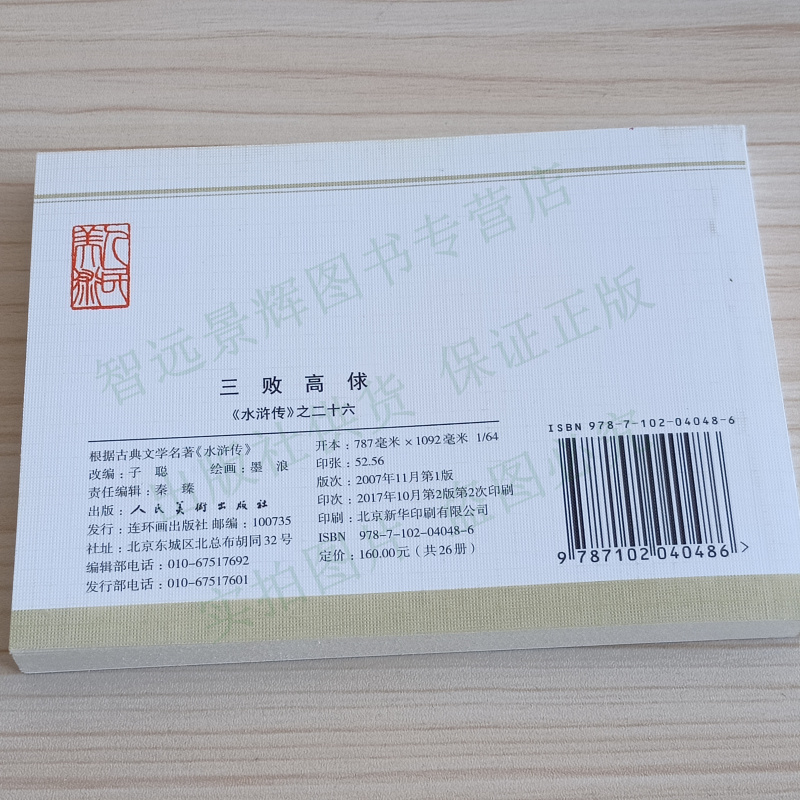 人民美術
三败高俅
《水浒传》之二十六
根据古典文学名著《水浒传》
改编：子聪 绘画：墨浪
责任编辑：秦臻
出版：人民美術出版社
发行：连环画出版社 邮编：100735
社址：北京东城区北总布胡同32号
编辑部电话：010-67517692
发行部电话：010-67517601
开本：787毫米×1092毫米 1/64
印张：52.56
版次：2007年11月第1版
印次：2017年10月第2版第2次印刷
印刷：北京新华印刷有限公司
ISBN 978-7-102-04048-6
定价：160.00元（共26册）
ISBN 978-7-102-04048-6
9 787102 040486 >
智远景辉图书专营店
出版社供货 保证正版